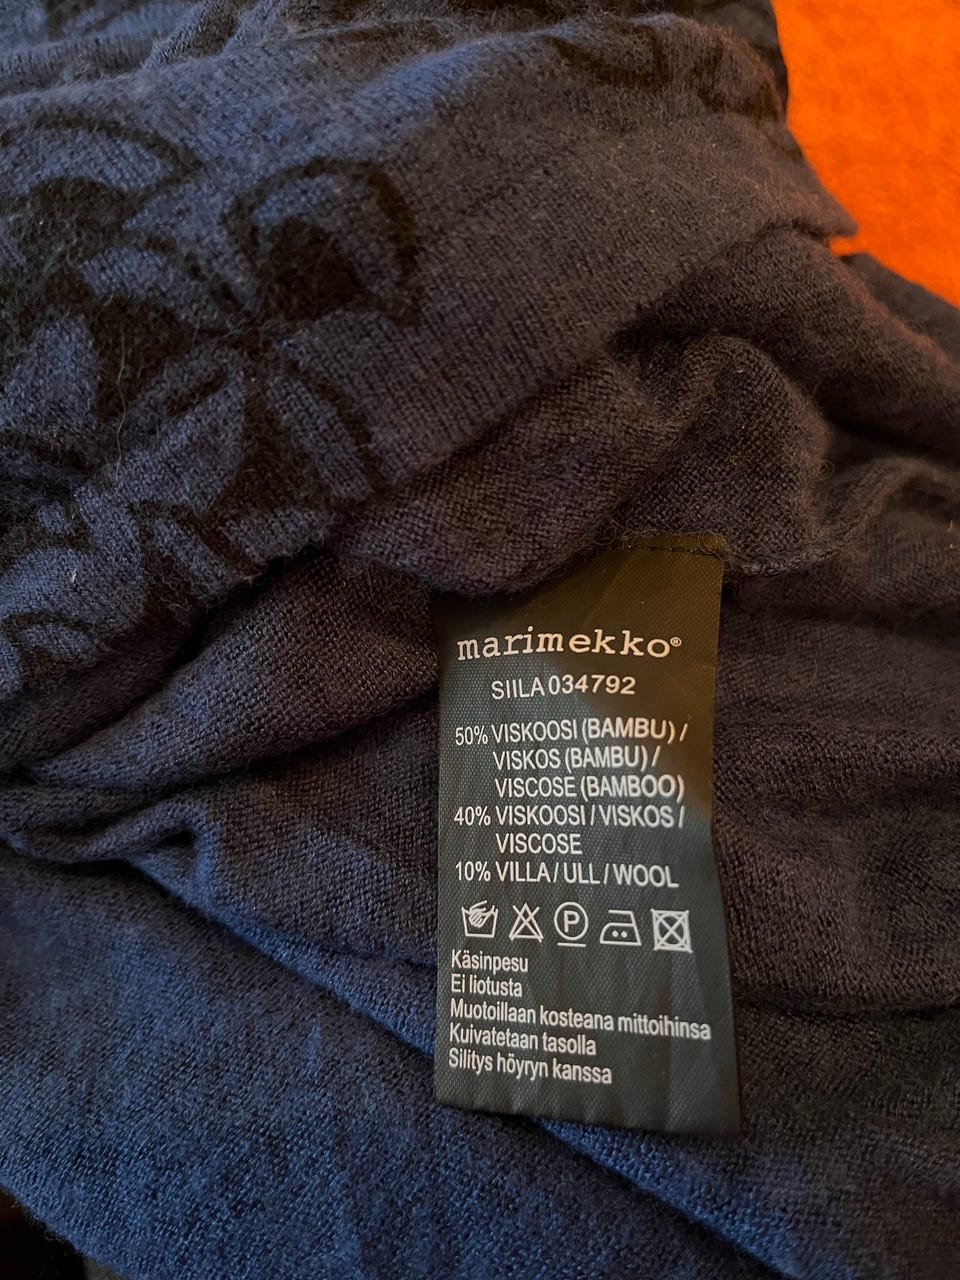 marimekko®
SIILA 034792
50% VISKOOSI (BAMBU) /
VISKOS (BAMBU) /
VISCOSE (BAMBOO)
40% VISKOOSI / VISKOS /
VISCOSE
10% VILLA / ULL / WOOL
P
Käsinpesu
Ei liotusta
Muotoillaan kosteana mittoihinsa
Kuivatetaan tasolla
Silitys höyryn kanssa